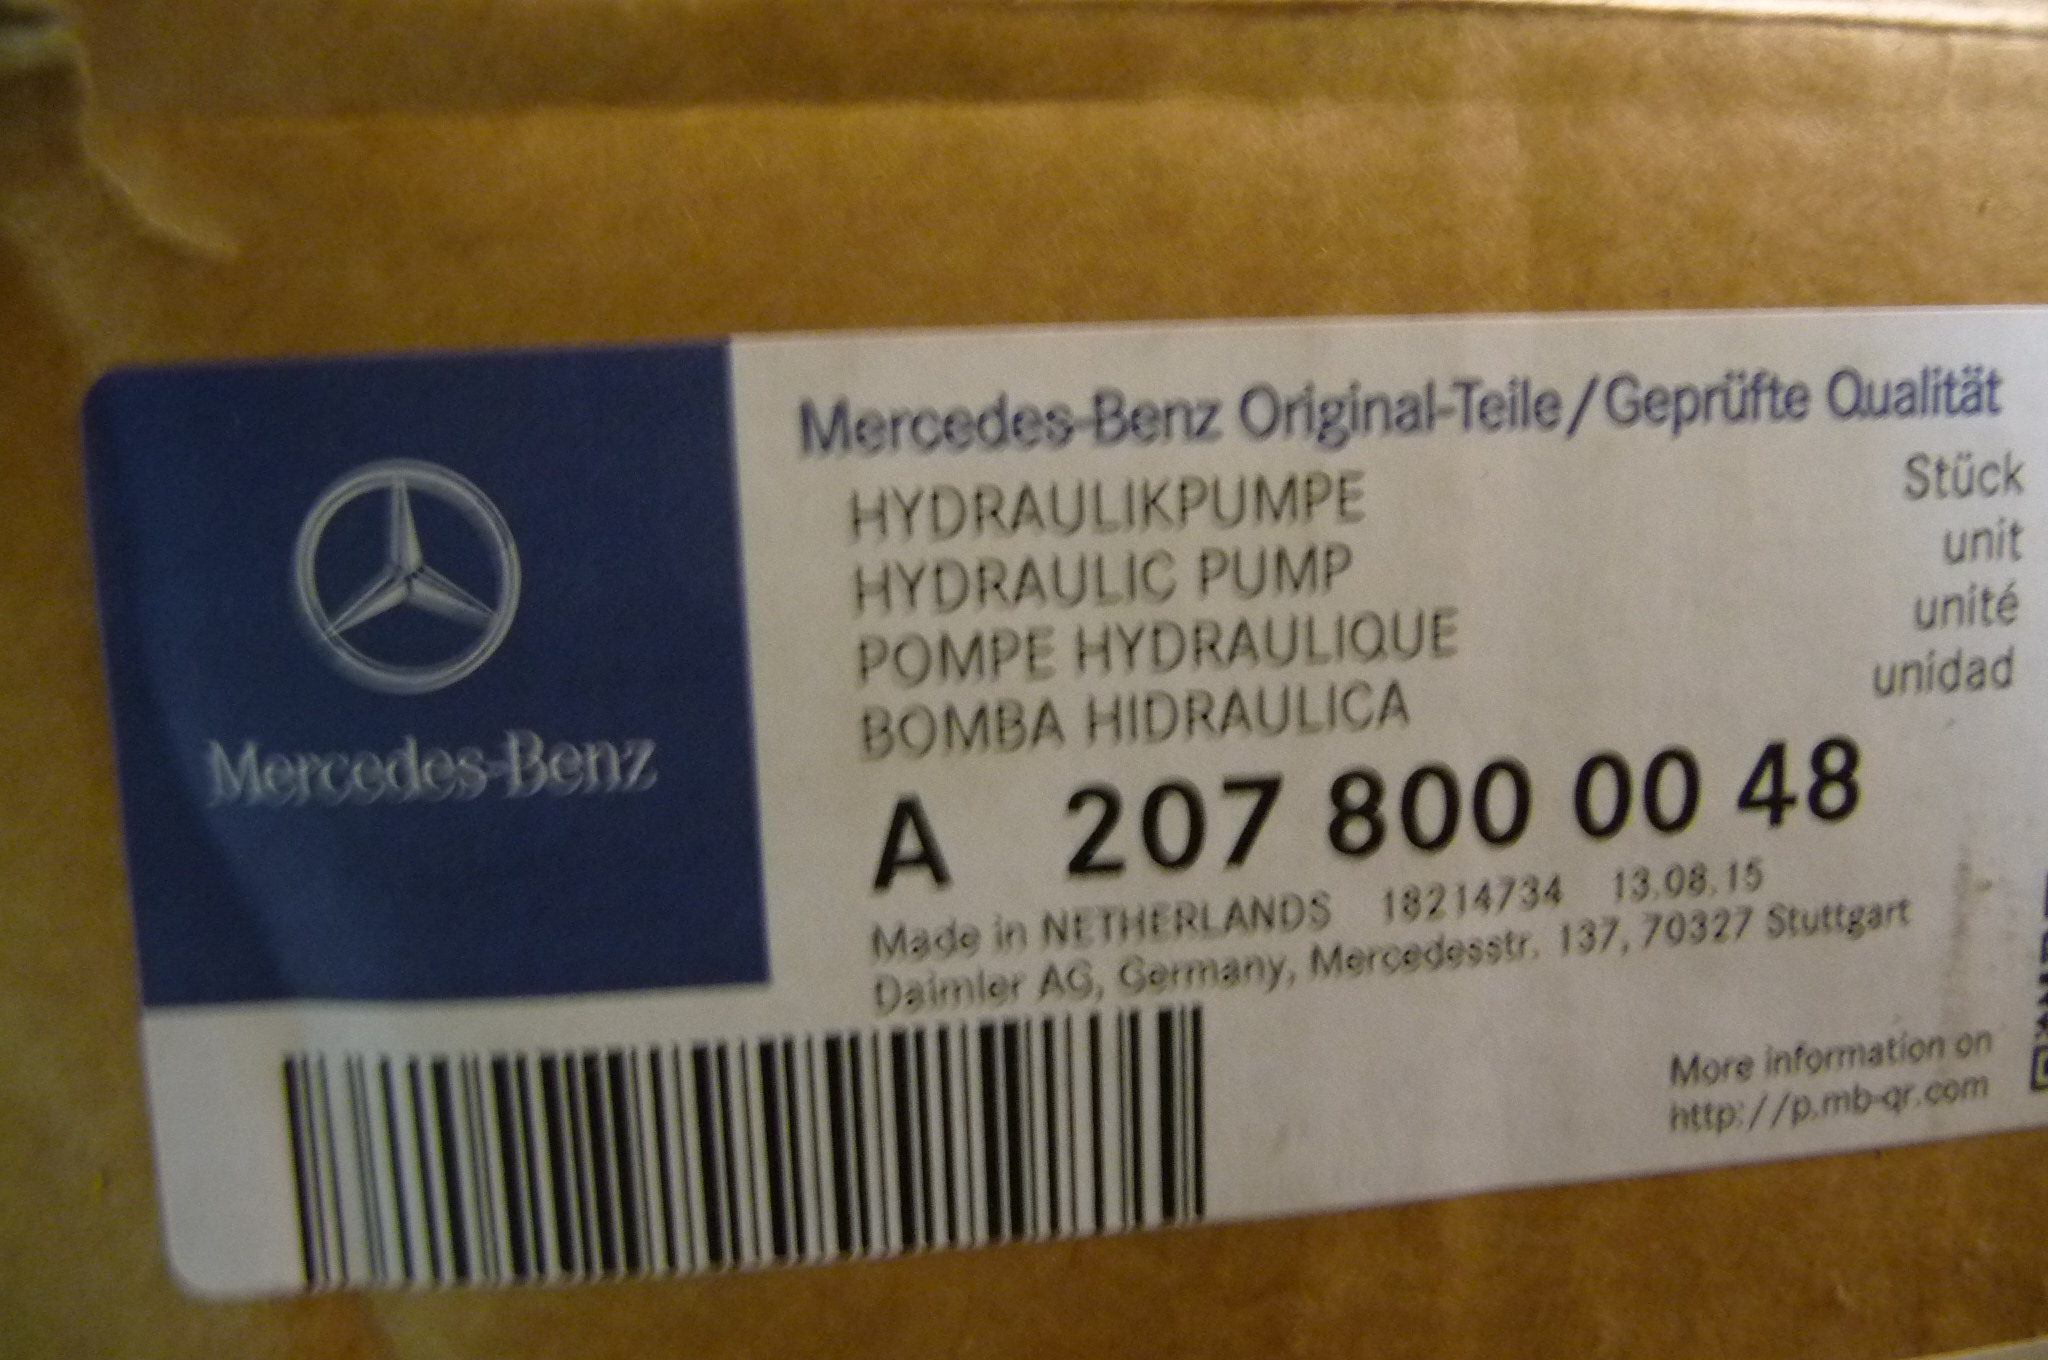 Mercedes-Benz
Mercedes-Benz Original-Teile/Geprüfte Qualität
HYDRAULIKPUMPE Stück
HYDRAULIC PUMP unit
POMPE HYDRAULIQUE unité
BOMBA HIDRAULICA unidad
A 207 800 00 48
Made in NETHERLANDS 18214734 13.08.15
Daimler AG, Germany, Mercedesstr. 137, 70327 Stuttgart
More information on
http://p.mb-qr.com